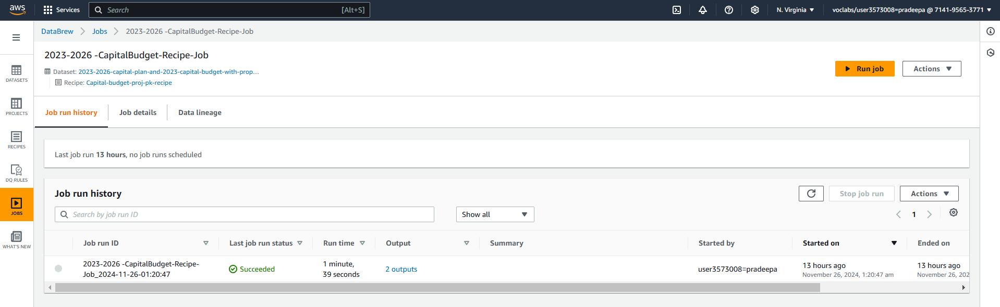 aws
Services
Search
[Alt+S]
N. Virginia
voclabs/user3573008=pradeepa @ 7141-9565-3771
DataBrew
Jobs
2023-2026 -CapitalBudget-Recipe-Job
2023-2026 -CapitalBudget-Recipe-Job
Dataset: 2023-2026-capital-plan-and-2023-capital-budget-with-prop...
Recipe: Capital-budget-proj-pk-recipe
Run job
Actions
DATASETS
PROJECTS
RECIPES
DQ RULES
JOBS
WHAT'S NEW
Job run history
Job details
Data lineage
Last job run 13 hours, no job runs scheduled
Job run history
Stop job run
Actions
Search by job run ID
Show all
1
Job run ID
Last job run status
Run time
Output
Summary
Started by
Started on
Ended on
2023-2026 -CapitalBudget-Recipe-
Job_2024-11-26-01:20:47
Succeeded
1 minute,
39 seconds
2 outputs
user3573008=pradeepa
13 hours ago
November 26, 2024, 1:20:47 am
13 hours ago
November 26, 202